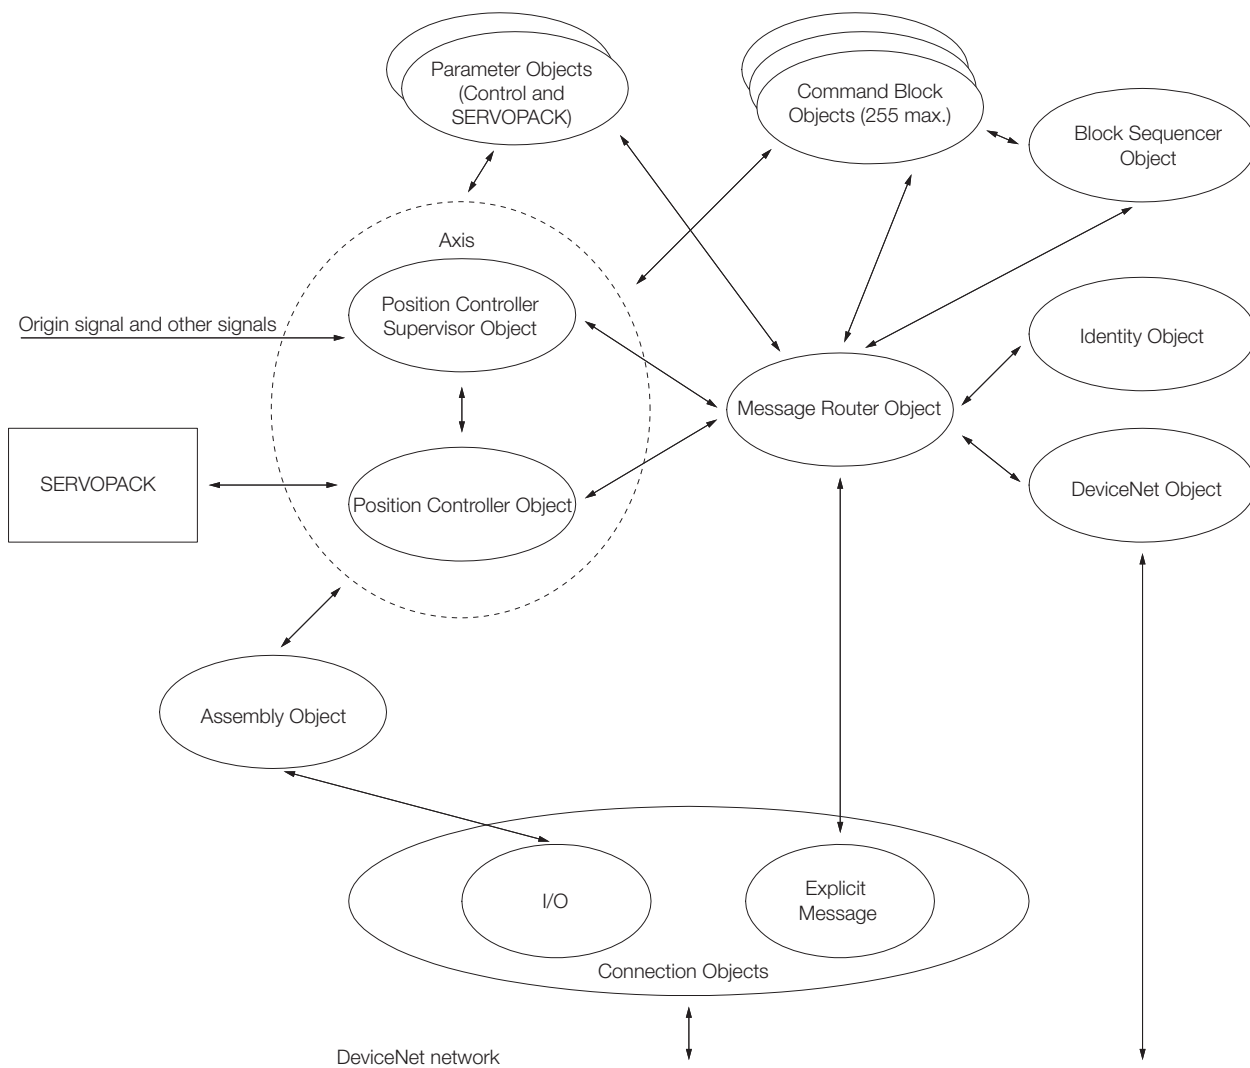 Parameter Objects
(Control and
SERVOPACK)
Command Block
Objects (255 max.)
Block Sequencer
Object
Axis
Position Controller
Supervisor Object
Origin signal and other signals
Identity Object
Message Router Object
SERVOPACK
Position Controller Object
DeviceNet Object
Assembly Object
I/O
Explicit
Message
Connection Objects
DeviceNet network